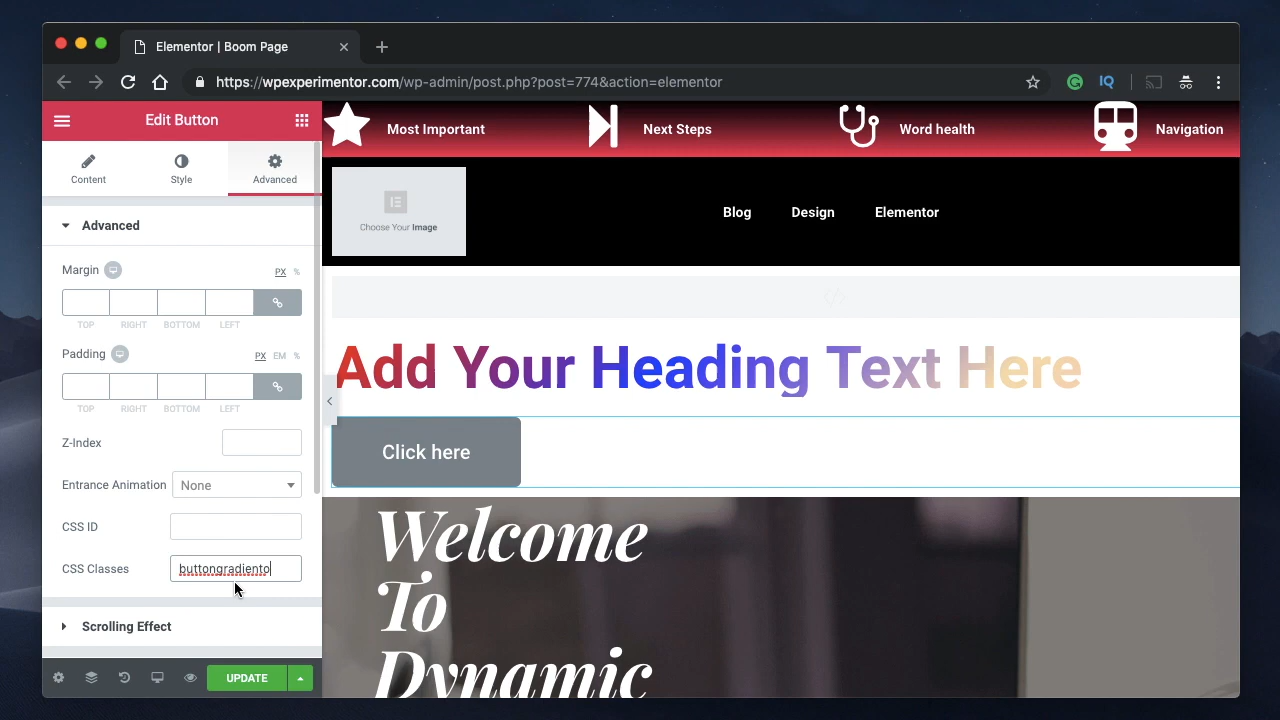 Elementor | Boom Page
https://wpexperimentor.com/wp-admin/post.php?post=774&action=elementor
IQ
Edit Button
Content
Style
Advanced
Advanced
Margin
PX %
TOP RIGHT BOTTOM LEFT
Padding
PX EM %
TOP RIGHT BOTTOM LEFT
Z-Index
Entrance Animation
None
CSS ID
CSS Classes
buttongradiento
Scrolling Effect
UPDATE
Most Important
Next Steps
Word health
Navigation
Choose Your Image
Blog
Design
Elementor
Add Your Heading Text Here
Click here
Welcome
To
Dynamic